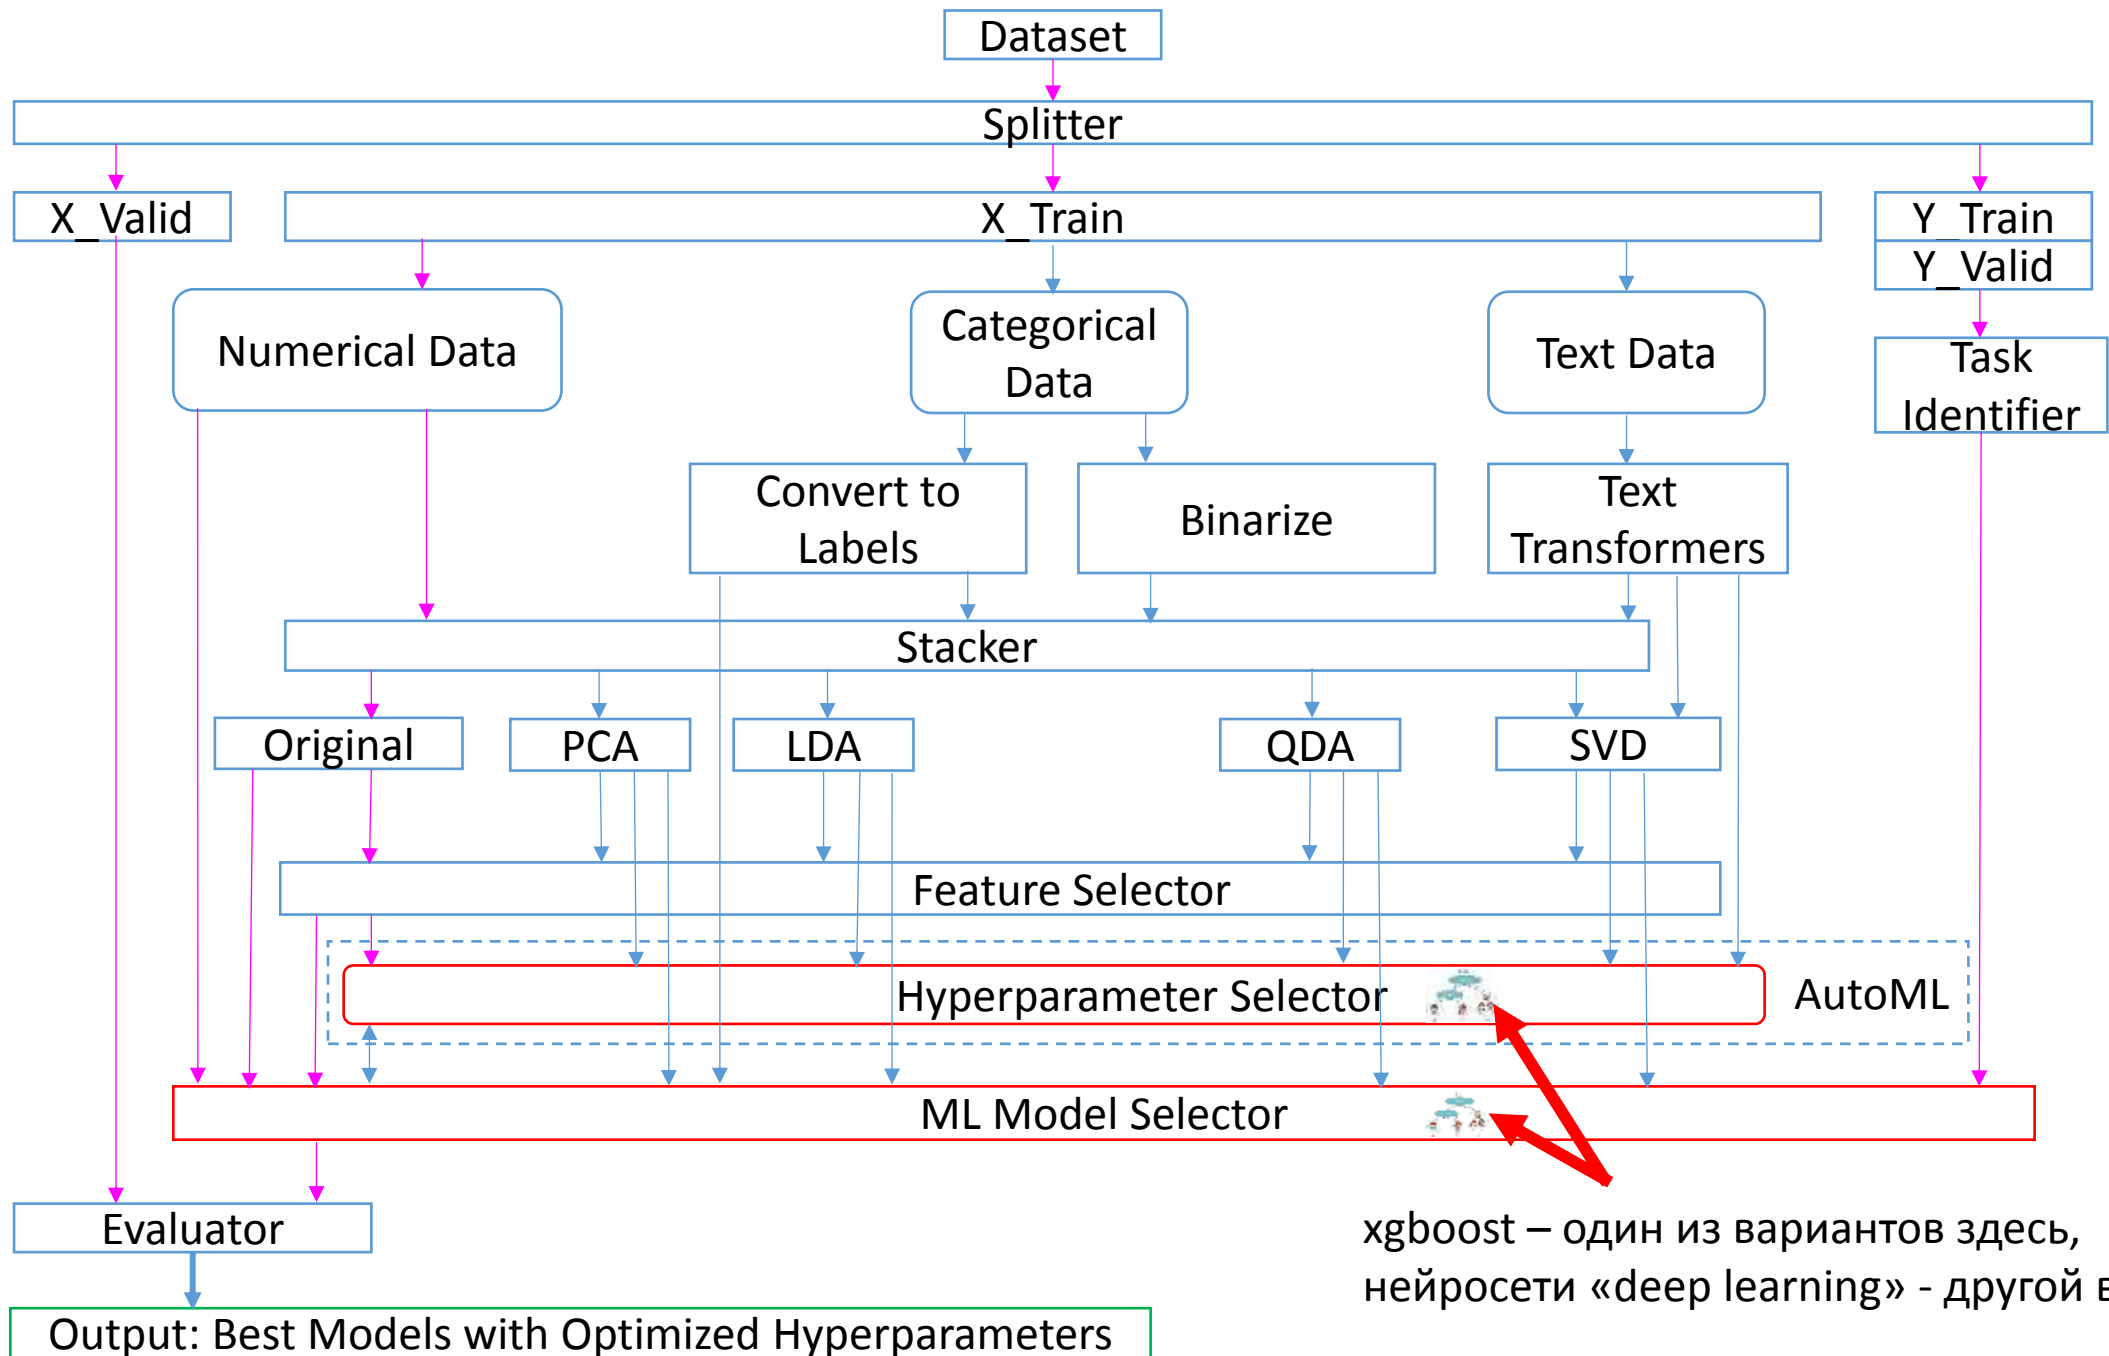 Dataset
Splitter
X_Valid
X_Train
Y_Train
Y_Valid
Numerical Data
Categorical
Data
Text Data
Task
Identifier
Convert to
Labels
Binarize
Text
Transformers
Stacker
Original
PCA
LDA
QDA
SVD
Feature Selector
Hyperparameter Selector
AutoML
ML Model Selector
Evaluator
xgboost – один из вариантов здесь,
нейросети «deep learning» - другой
Output: Best Models with Optimized Hyperparameters